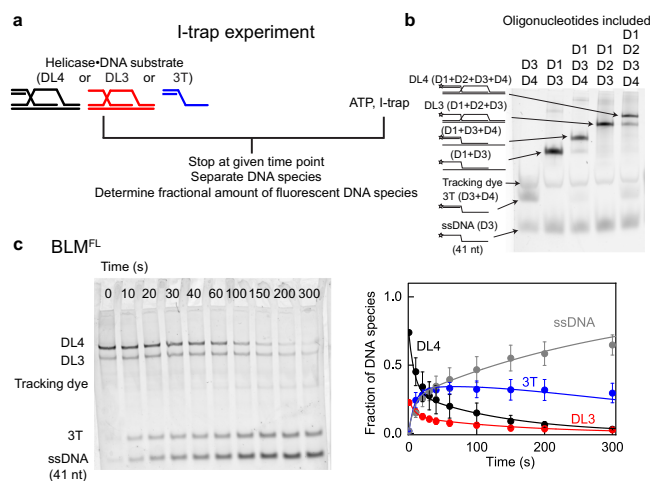 a
I-trap experiment
Helicase•DNA substrate
(DL4 or DL3 or 3T)
ATP, I-trap
Stop at given time point
Separate DNA species
Determine fractional amount of fluorescent DNA species
b
Oligonucleotides included
D3 D4
D1 D3
D1 D3 D4
D1 D2 D3
D1 D2 D3 D4
DL4 (D1+D2+D3+D4)
DL3 (D1+D2+D3)
(D1+D3+D4)
(D1+D3)
Tracking dye
3T (D3+D4)
ssDNA (D3)
(41 nt)
c
BLMFL
Time (s)
0 10 20 30 40 60 100 150 200 300
DL4
DL3
Tracking dye
3T
ssDNA
(41 nt)
Fraction of DNA species
1.0
0.5
0.0
DL4
ssDNA
3T
DL3
0 100 200 300
Time (s)